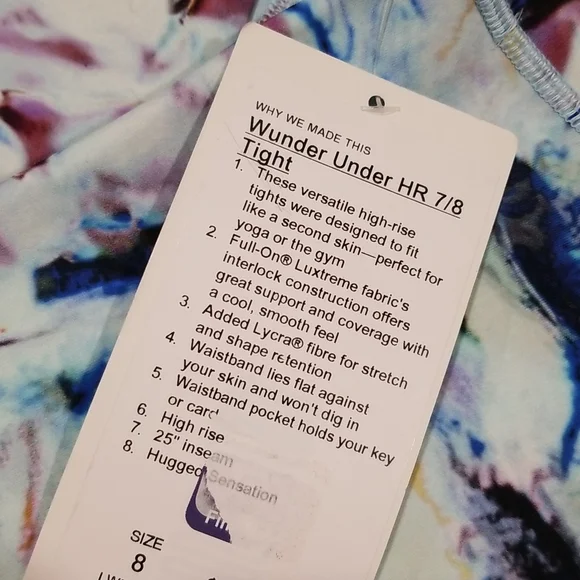 WHY WE MADE THIS
Wunder Under HR 7/8
Tight
1. These versatile high-rise
tights were designed to fit
like a second skin—perfect for
yoga or the gym
2. Full-On® Luxtreme fabric's
interlock construction offers
great support and coverage with
a cool, smooth feel
3. Added Lycra® fibre for stretch
and shape retention
4. Waistband lies flat against
your skin and won't dig in
5. Waistband pocket holds your key
or card
6. High rise
7. 25" inseam
8. Hugged Sensation
SIZE
8